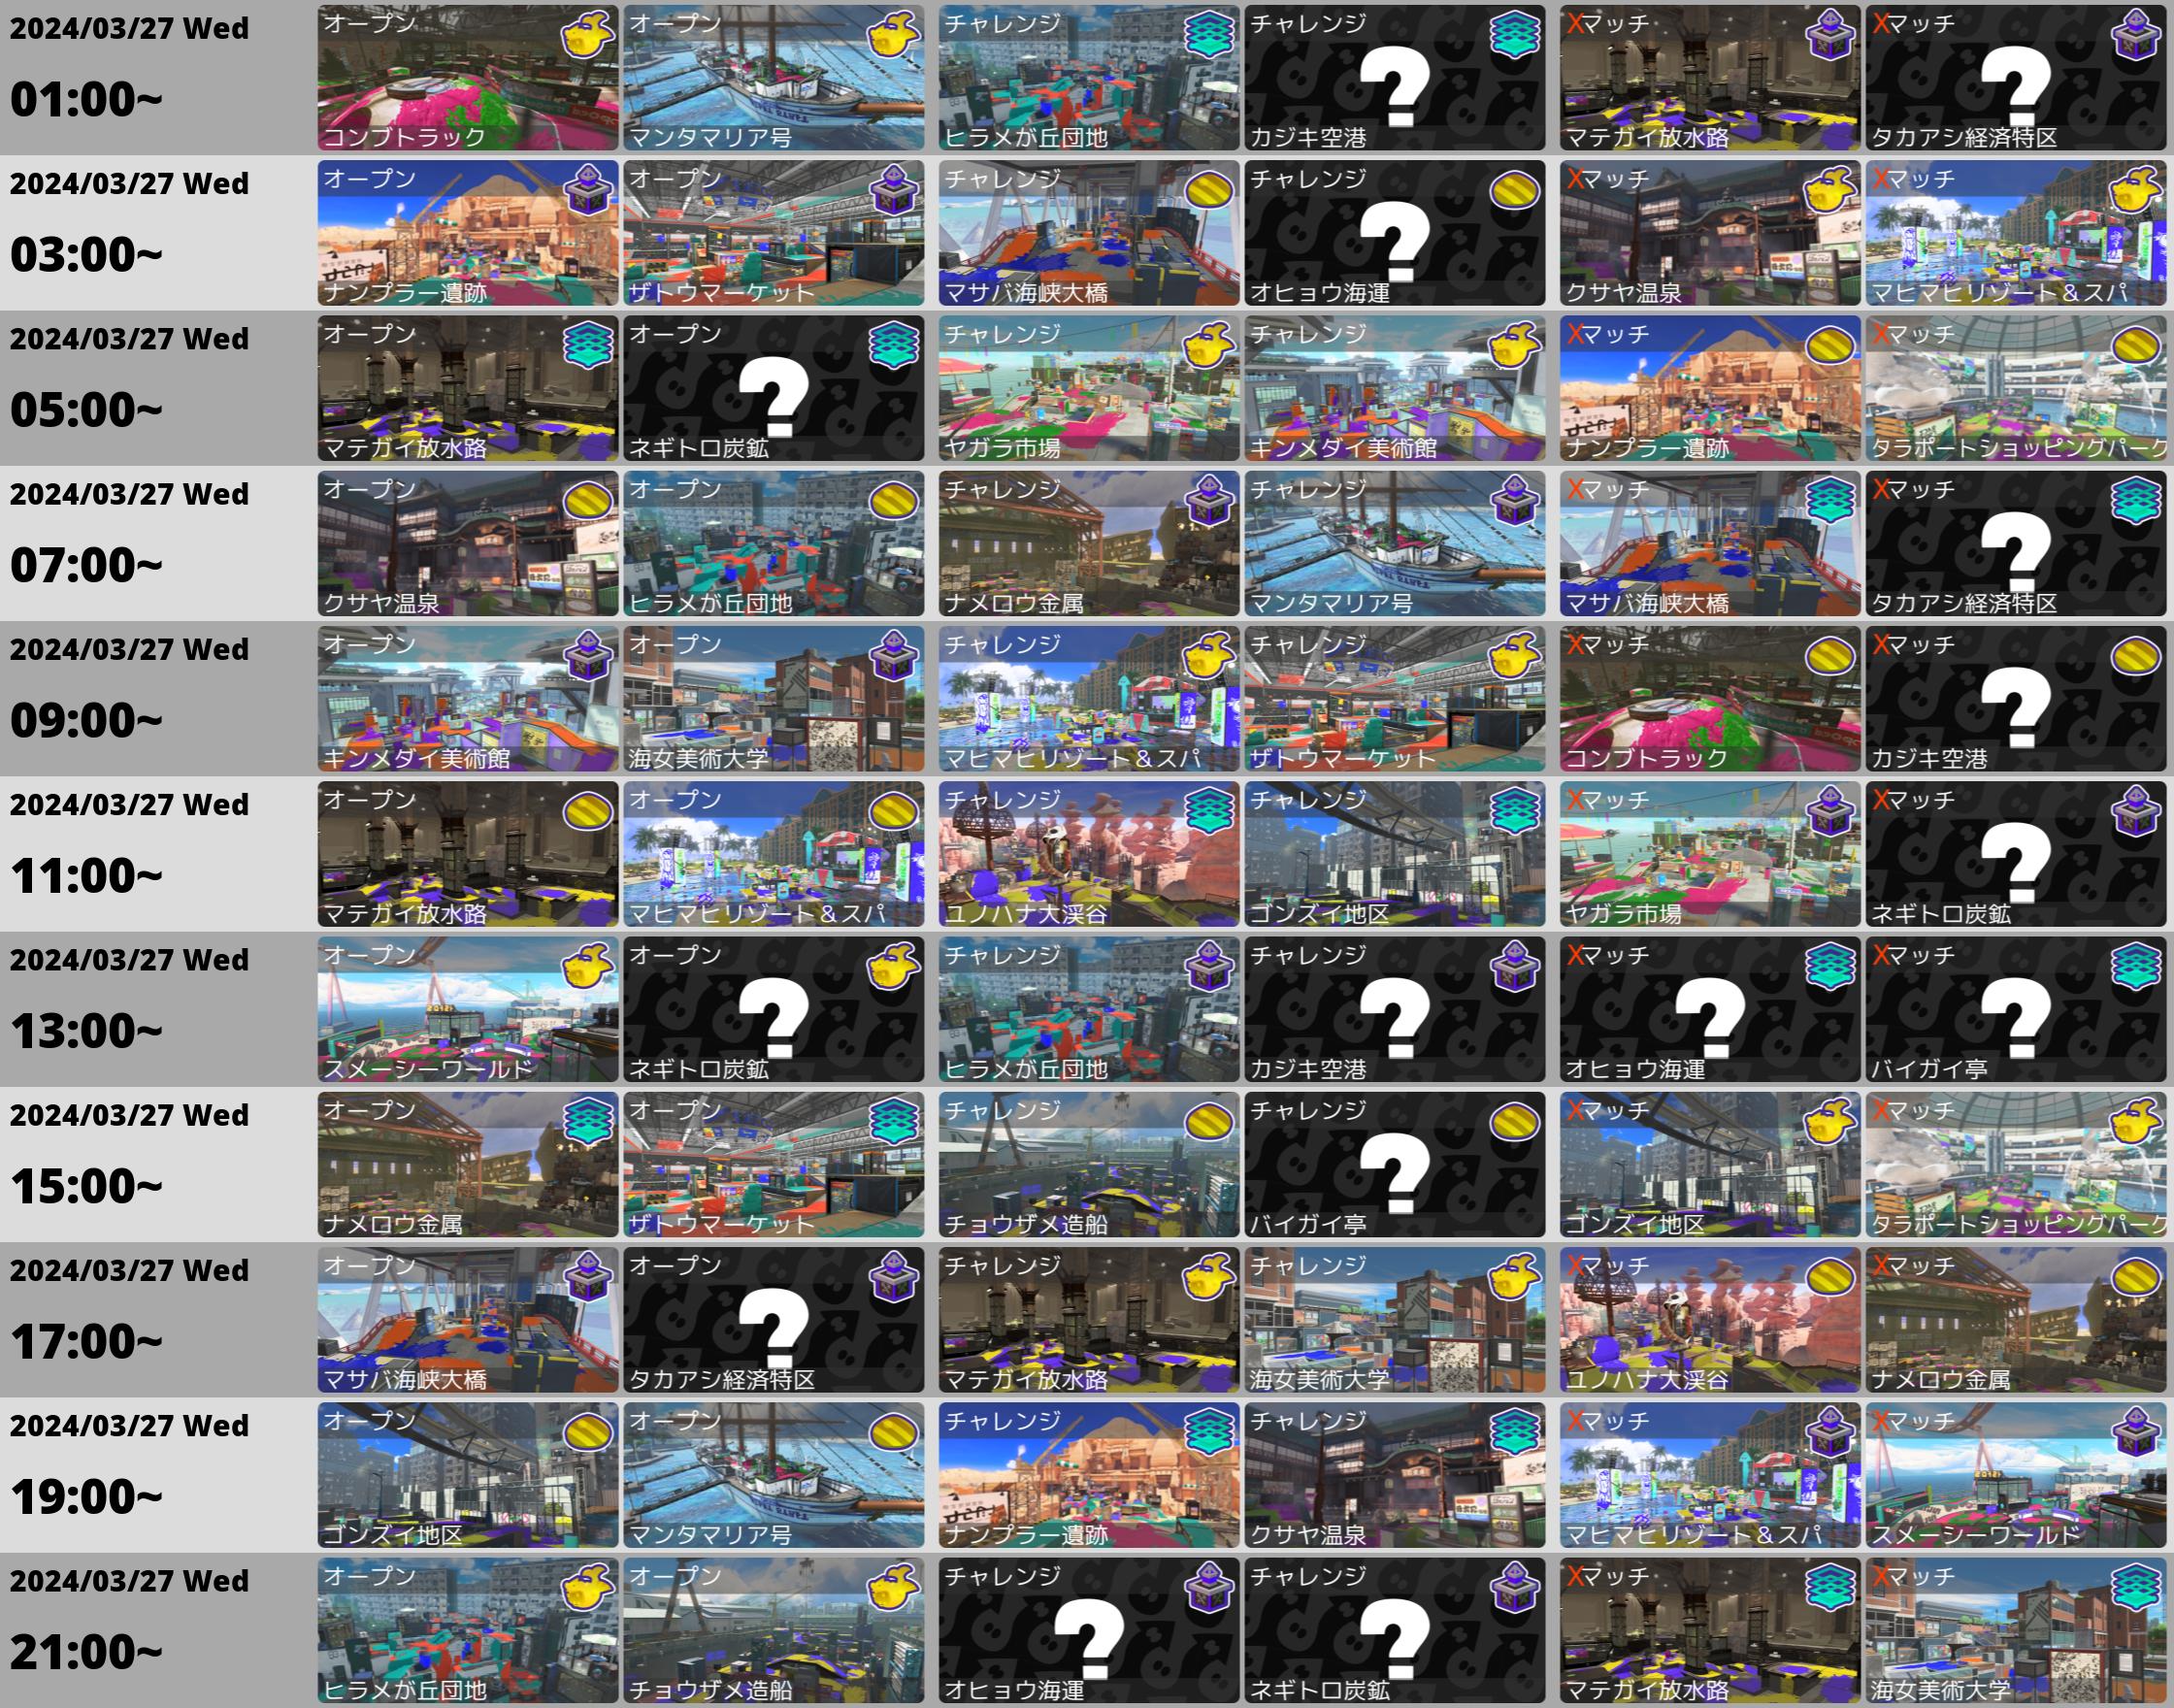 2024/03/27 Wed
01:00~
オープン
コンブトラック
オープン
マンタマリア号
チャレンジ
ヒラメが丘団地
チャレンジ
カジキ空港
Xマッチ
マテガイ放水路
Xマッチ
タカアシ経済特区
2024/03/27 Wed
03:00~
オープン
ナンプラー遺跡
オープン
ザトウマーケット
チャレンジ
マサバ海峡大橋
チャレンジ
オヒョウ海運
Xマッチ
クサヤ温泉
Xマッチ
マヒマヒリゾート＆スパ
2024/03/27 Wed
05:00~
オープン
マテガイ放水路
オープン
ネギトロ炭鉱
チャレンジ
ヤガラ市場
チャレンジ
キンメダイ美術館
Xマッチ
ナンプラー遺跡
Xマッチ
タラポートショッピングパーク
2024/03/27 Wed
07:00~
オープン
クサヤ温泉
オープン
ヒラメが丘団地
チャレンジ
ナメロウ金属
チャレンジ
マンタマリア号
Xマッチ
マサバ海峡大橋
Xマッチ
タカアシ経済特区
2024/03/27 Wed
09:00~
オープン
キンメダイ美術館
オープン
海女美術大学
チャレンジ
マヒマヒリゾート＆スパ
チャレンジ
ザトウマーケット
Xマッチ
コンブトラック
Xマッチ
カジキ空港
2024/03/27 Wed
11:00~
オープン
マテガイ放水路
オープン
マヒマヒリゾート＆スパ
チャレンジ
ユノハナ大渓谷
チャレンジ
ゴンズイ地区
Xマッチ
ヤガラ市場
Xマッチ
ネギトロ炭鉱
2024/03/27 Wed
13:00~
オープン
スメーシーワールド
オープン
ネギトロ炭鉱
チャレンジ
ヒラメが丘団地
チャレンジ
カジキ空港
Xマッチ
オヒョウ海運
Xマッチ
バイガイ亭
2024/03/27 Wed
15:00~
オープン
ナメロウ金属
オープン
ザトウマーケット
チャレンジ
チョウザメ造船
チャレンジ
バイガイ亭
Xマッチ
ゴンズイ地区
Xマッチ
タラポートショッピングパーク
2024/03/27 Wed
17:00~
オープン
マサバ海峡大橋
オープン
タカアシ経済特区
チャレンジ
マテガイ放水路
チャレンジ
海女美術大学
Xマッチ
ユノハナ大渓谷
Xマッチ
ナメロウ金属
2024/03/27 Wed
19:00~
オープン
ゴンズイ地区
オープン
マンタマリア号
チャレンジ
ナンプラー遺跡
チャレンジ
クサヤ温泉
Xマッチ
マヒマヒリゾート＆スパ
Xマッチ
スメーシーワールド
2024/03/27 Wed
21:00~
オープン
ヒラメが丘団地
オープン
チョウザメ造船
チャレンジ
オヒョウ海運
チャレンジ
ネギトロ炭鉱
Xマッチ
マテガイ放水路
Xマッチ
海女美術大学